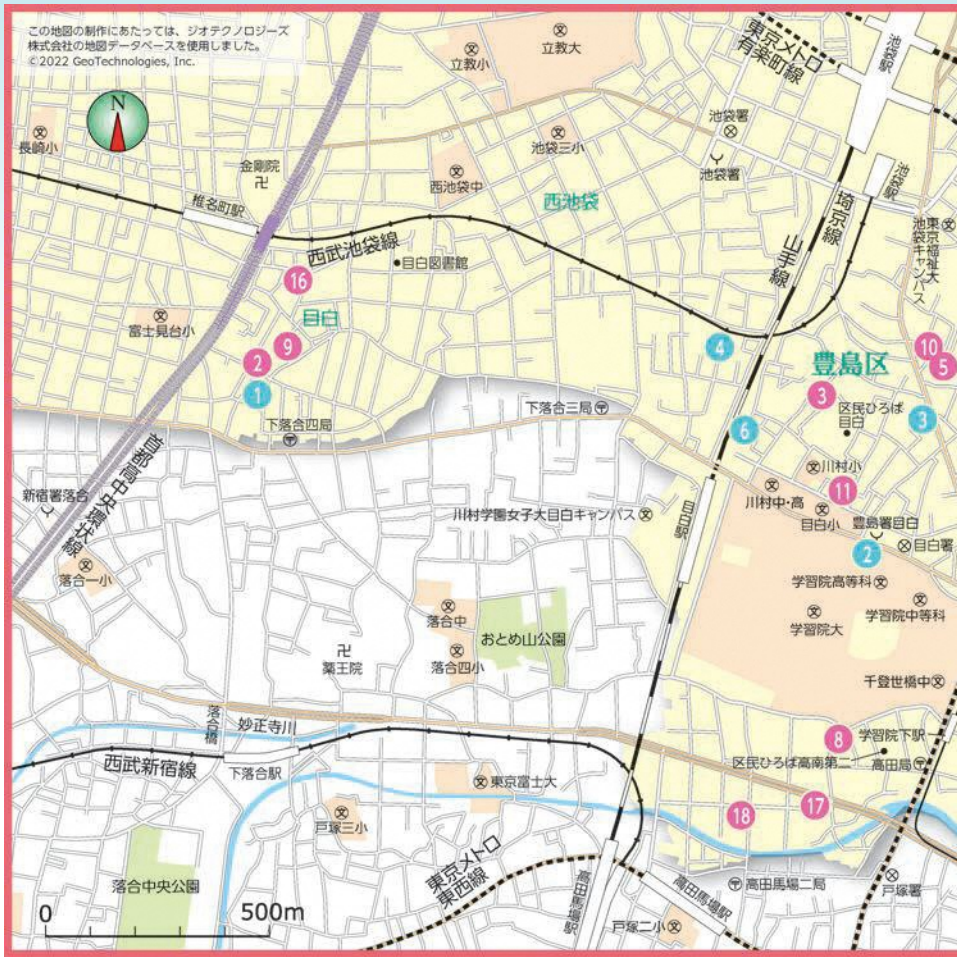 この地図の制作にあたっては、ジオテクノロジーズ
株式会社の地図データベースを使用しました。
©2022 GeoTechnologies, Inc.
N
立教小
立教大
東京メトロ
有楽町線
池袋駅
長崎小
金剛院
西池袋中
池袋三小
池袋署
池袋署
池袋駅
椎名町駅
西武池袋線
目白図書館
西池袋
山手線
埼京線
東京福祉大
池袋キャンパス
16
目白
富士見台小
9
2
1
4
豊島区
10
5
3
区民ひろば
目白
3
6
下落合三局
下落合四局
首都高中央環状線
新宿署落合
川村学園女子大目白キャンパス
目白駅
川村小
11
川村中・高
目白小
豊島署目白
2
目白署
学習院高等科
学習院中等科
学習院大
落合一小
落合中
おとめ山公園
落合四小
薬王院
千登世橋中
落合橋
妙正寺川
西武新宿線
下落合駅
8
学習院下駅
区民ひろば高南第二
高田局
東京富士大
戸塚三小
18
17
落合中央公園
東京メトロ
東西線
高田馬場駅
高田馬場駅
高田馬場二局
戸塚署
戸塚二小
0
500m